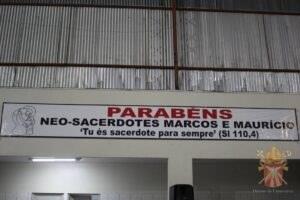 PARABÉNS
NEO-SACERDOTES MARCOS E MAURÍCIO
'Tu és sacerdote para sempre' (Sl 110,4)